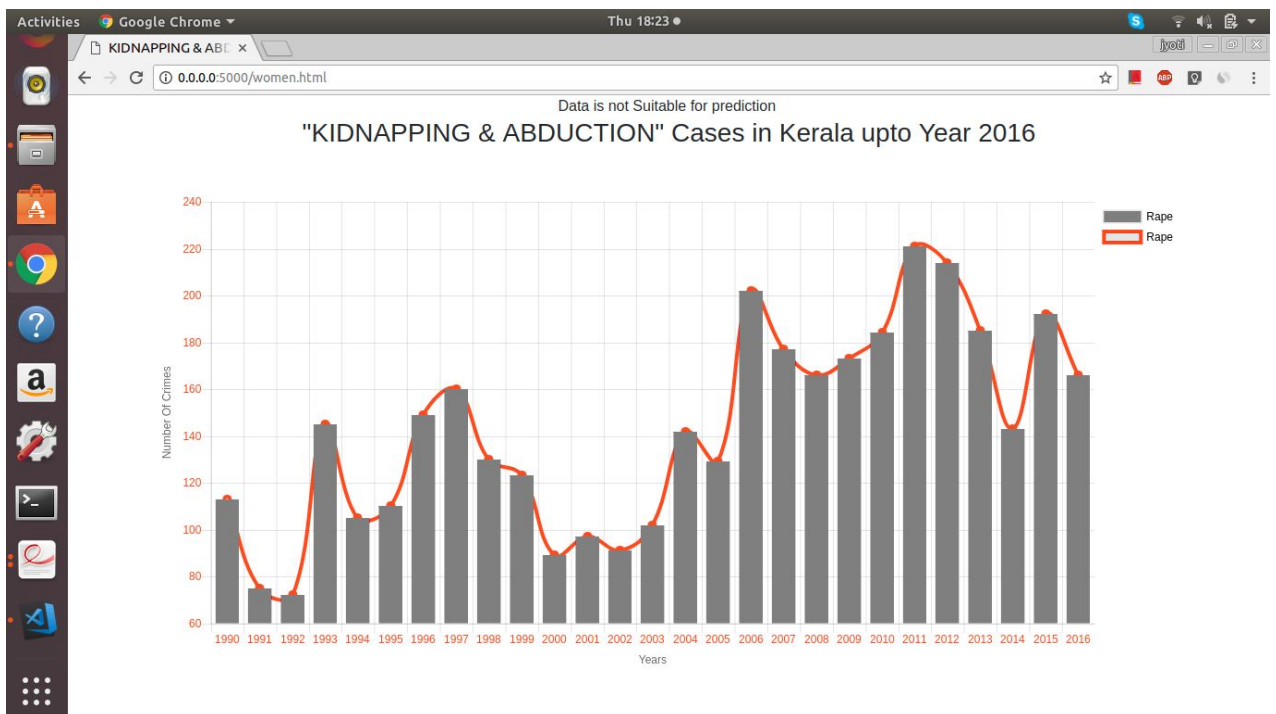 Activities Google Chrome Thu 18:23
KIDNAPPING & ABD
jyoti
0.0.0.0:5000/women.html
ABP
Data is not Suitable for prediction
"KIDNAPPING & ABDUCTION" Cases in Kerala upto Year 2016
Rape
Rape
240
220
200
180
160
140
120
100
80
60
Number Of Crimes
1990 1991 1992 1993 1994 1995 1996 1997 1998 1999 2000 2001 2002 2003 2004 2005 2006 2007 2008 2009 2010 2011 2012 2013 2014 2015 2016
Years